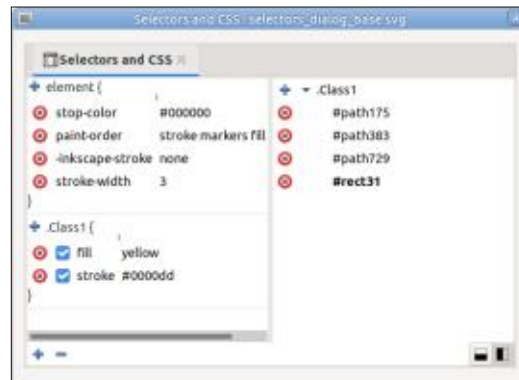 Selectors and CSS - selectors_dialog_base.svg
Selectors and CSS
element {
stop-color #000000
paint-order stroke markers fill
-inkscape-stroke none
stroke-width 3
}
.Class1 {
fill yellow
stroke #0000dd
}
.Class1
#path175
#path383
#path729
#rect31